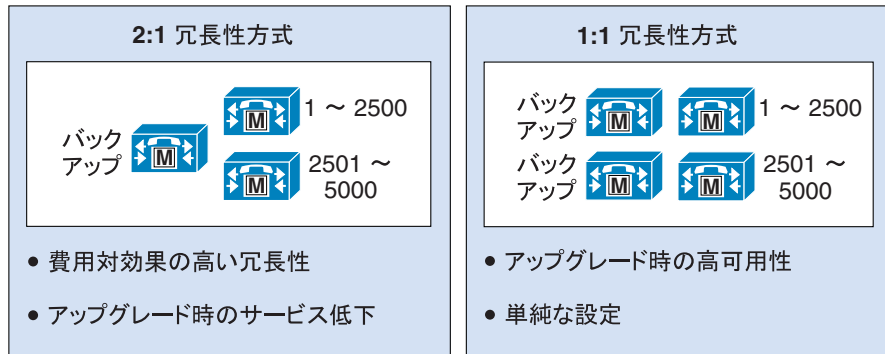 2:1 冗長性方式
バック
アップ
M
M
1 ～ 2500
M
2501 ～
5000
• 費用対効果の高い冗長性
• アップグレード時のサービス低下
1:1 冗長性方式
バック
アップ
M
M
1 ～ 2500
バック
アップ
M
M
2501 ～
5000
• アップグレード時の高可用性
• 単純な設定